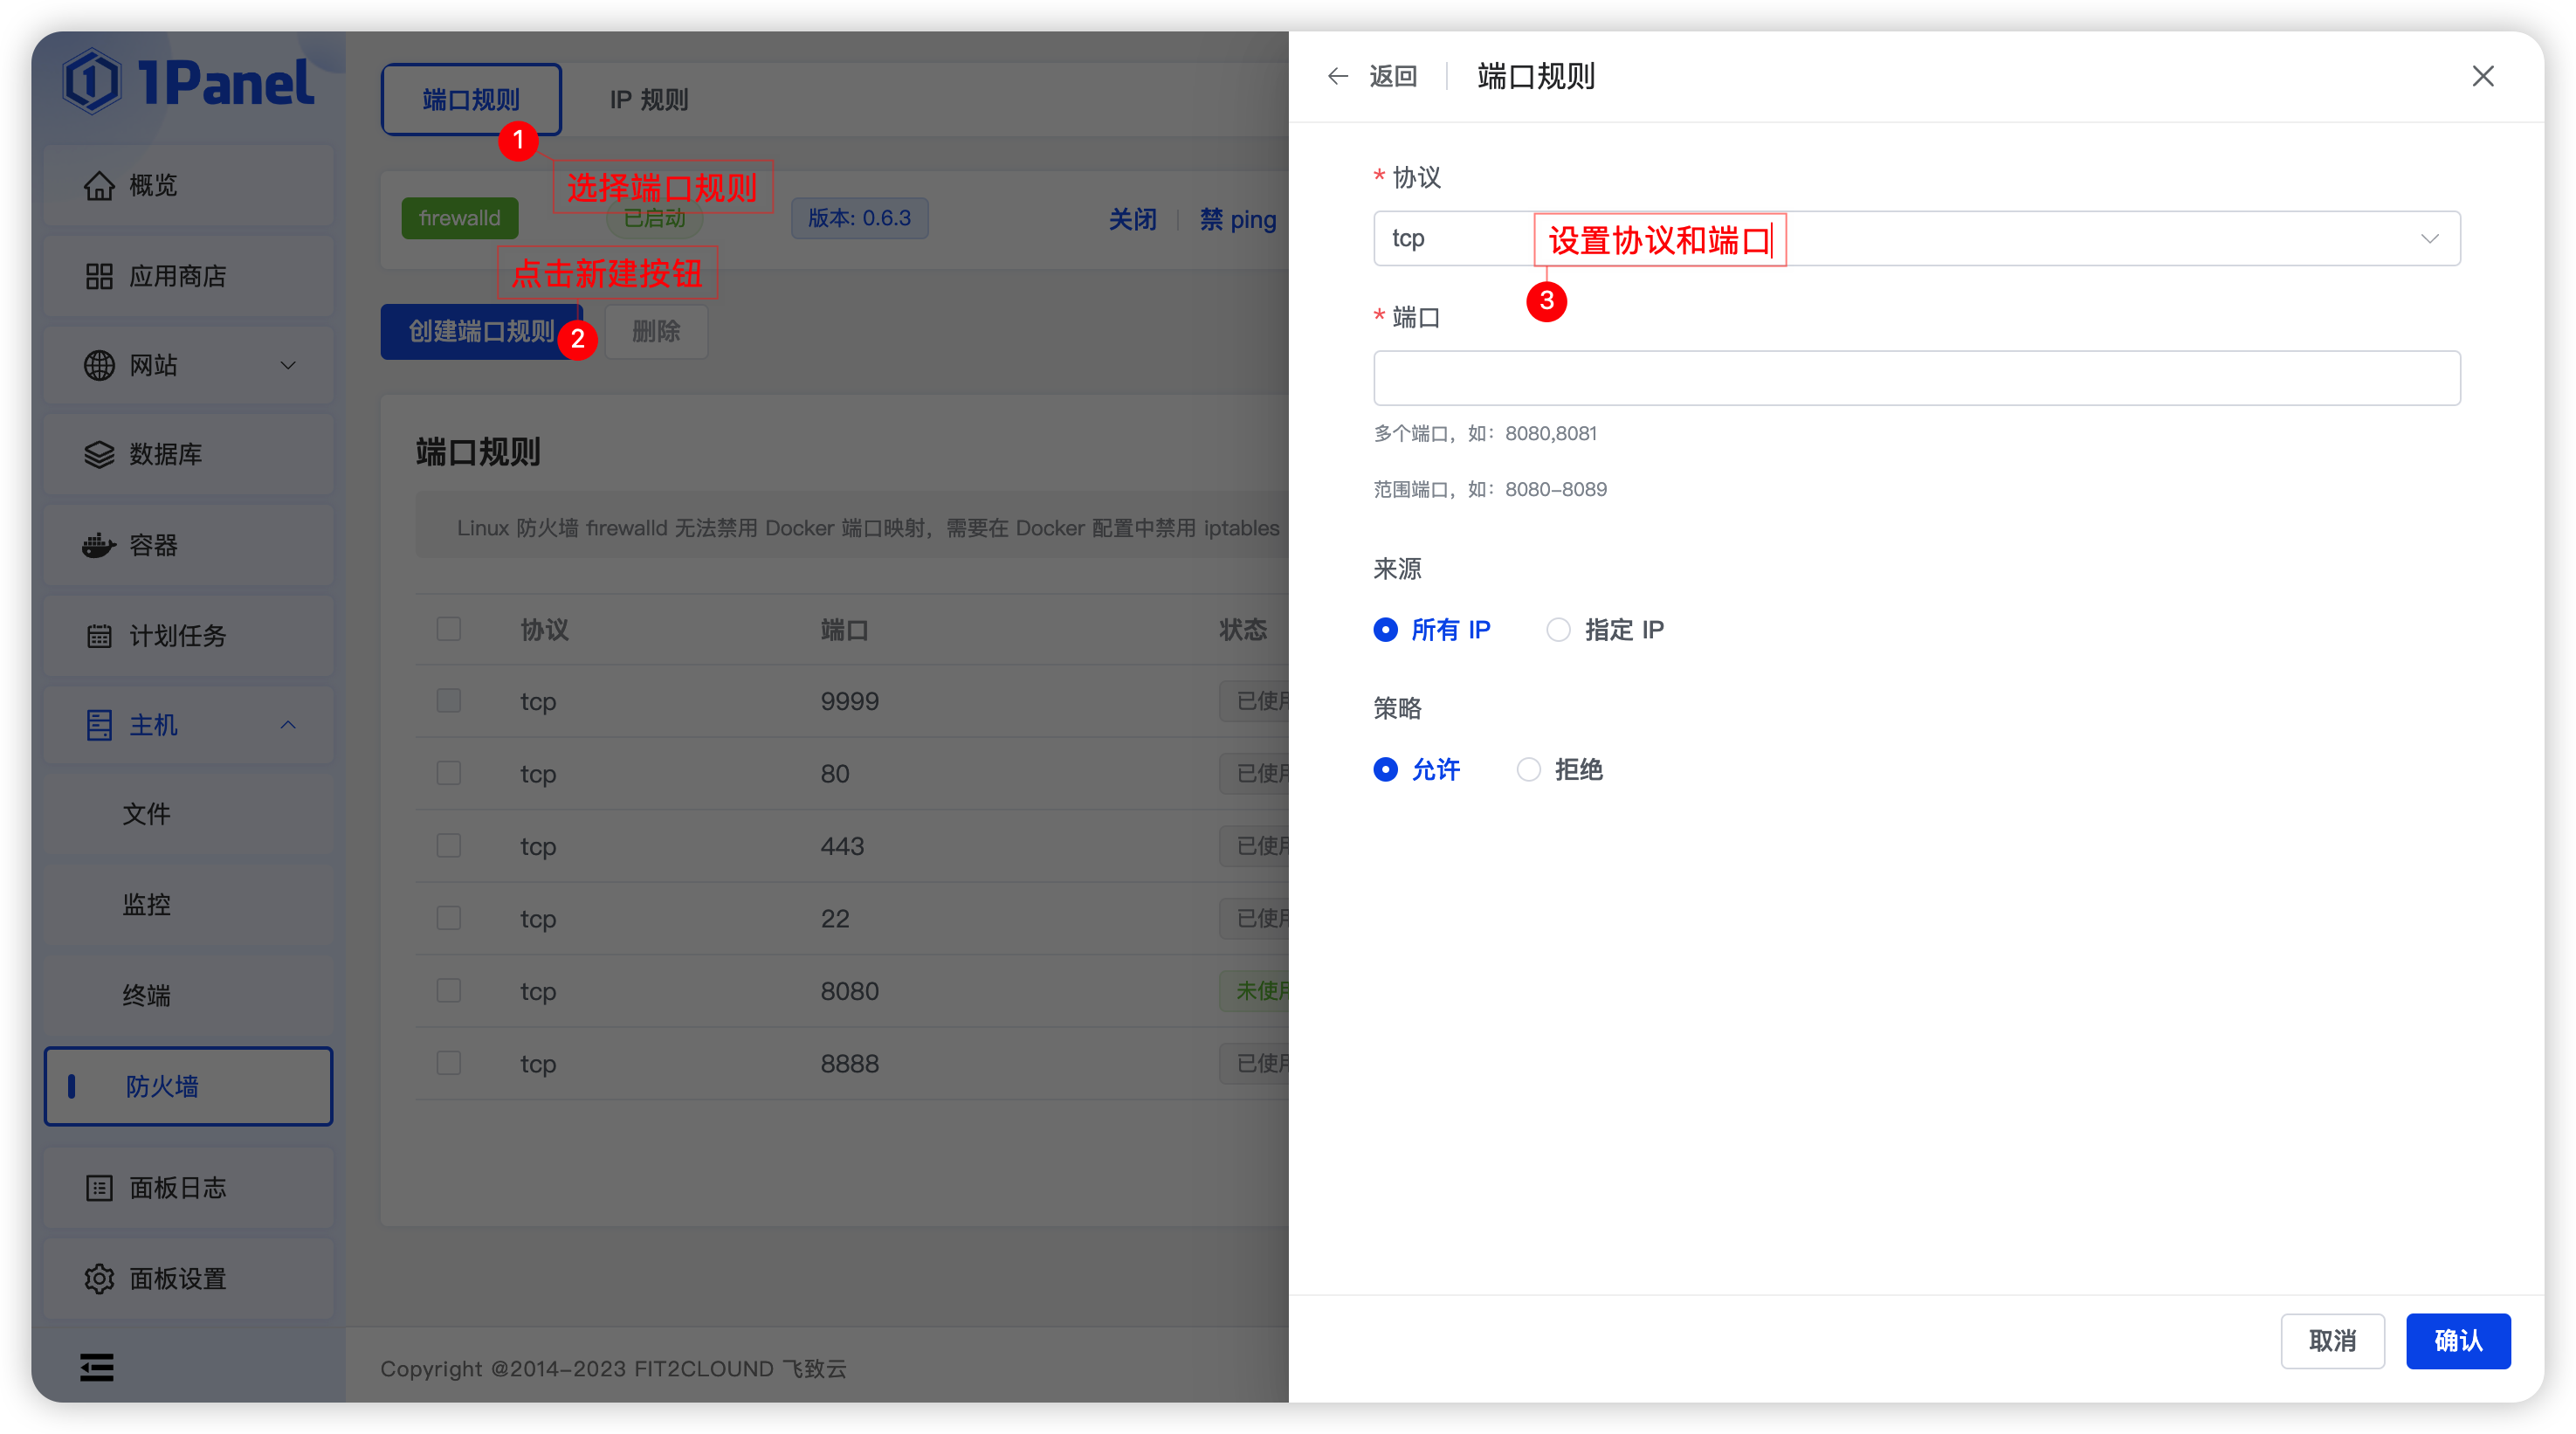 1Panel
概览
应用商店
网站
数据库
容器
计划任务
主机
文件
监控
终端
防火墙
面板日志
面板设置
端口规则
IP 规则
1
选择端口规则
firewalld
已启动
版本: 0.6.3
关闭
禁 ping
点击新建按钮
创建端口规则
2
删除
端口规则
Linux 防火墙 firewalld 无法禁用 Docker 端口映射，需要在 Docker 配置中禁用 iptables
协议 端口 状态
tcp 9999 已使用
tcp 80 已使用
tcp 443 已使用
tcp 22 已使用
tcp 8080 未使用
tcp 8888 已使用
Copyright @2014-2023 FIT2CLOUND 飞致云
返回
端口规则
* 协议
tcp
设置协议和端口
3
* 端口
多个端口，如：8080,8081
范围端口，如：8080-8089
来源
所有 IP 指定 IP
策略
允许 拒绝
取消 确认